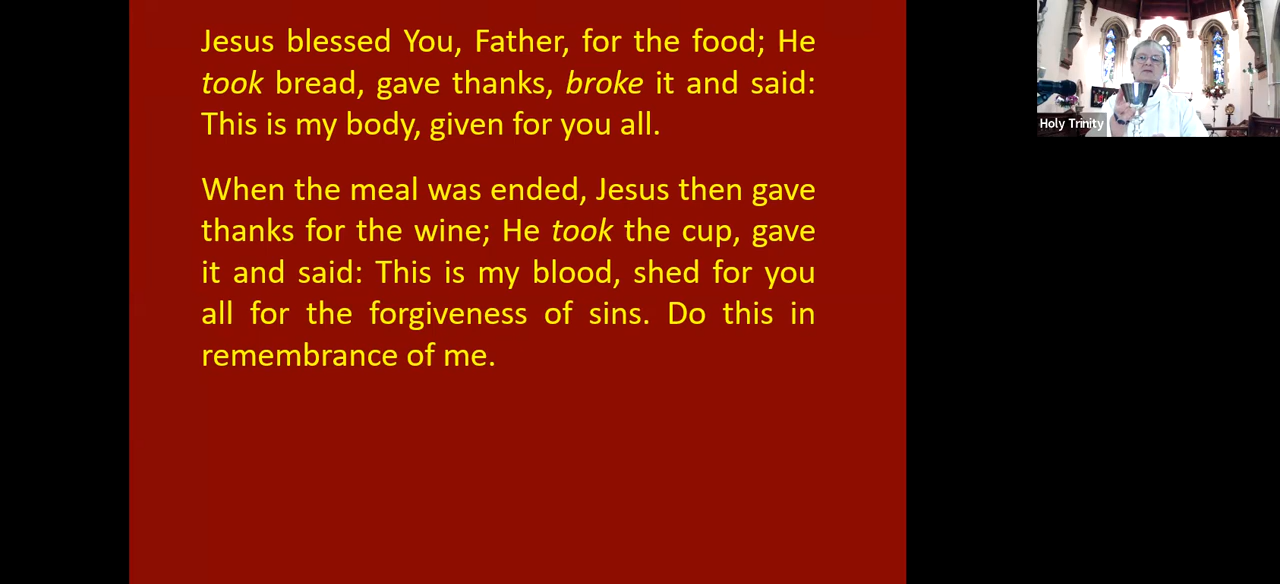 Jesus blessed You, Father, for the food; He
took bread, gave thanks, broke it and said:
This is my body, given for you all.
When the meal was ended, Jesus then gave
thanks for the wine; He took the cup, gave
it and said: This is my blood, shed for you
all for the forgiveness of sins. Do this in
remembrance of me.
Holy Trinity